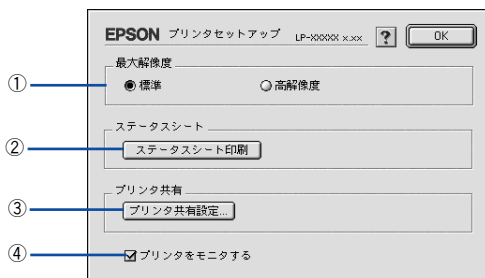 EPSON プリンタセットアップ LP-XXXXX x.xx ? OK
最大解像度
① 標準 高解像度
ステータスシート
② ステータスシート印刷
プリンタ共有
③ プリンタ共有設定...
④ プリンタをモニタする